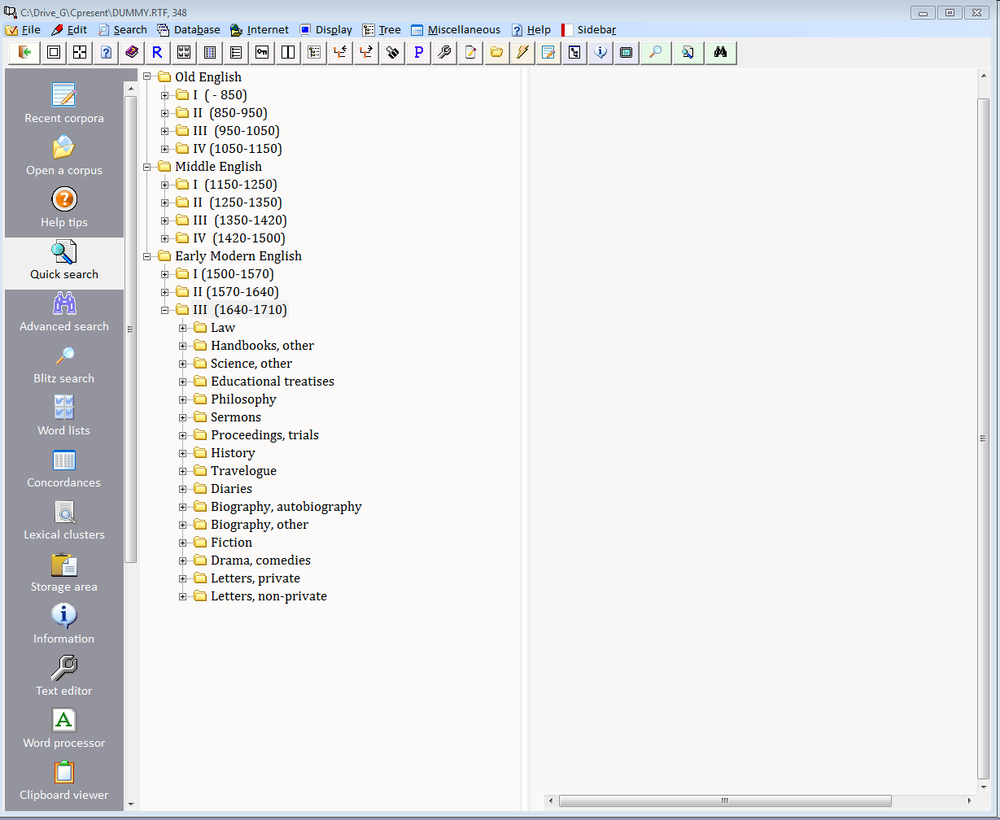 C:\Drive_G\Cpresent\DUMMY.RTF, 348
File Edit Search Database Internet Display Tree Miscellaneous Help Sidebar
R P
Recent corpora
Open a corpus
Help tips
Quick search
Advanced search
Blitz search
Word lists
Concordances
Lexical clusters
Storage area
Information
Text editor
Word processor
Clipboard viewer
Old English
I ( - 850)
II (850-950)
III (950-1050)
IV (1050-1150)
Middle English
I (1150-1250)
II (1250-1350)
III (1350-1420)
IV (1420-1500)
Early Modern English
I (1500-1570)
II (1570-1640)
III (1640-1710)
Law
Handbooks, other
Science, other
Educational treatises
Philosophy
Sermons
Proceedings, trials
History
Travelogue
Diaries
Biography, autobiography
Biography, other
Fiction
Drama, comedies
Letters, private
Letters, non-private